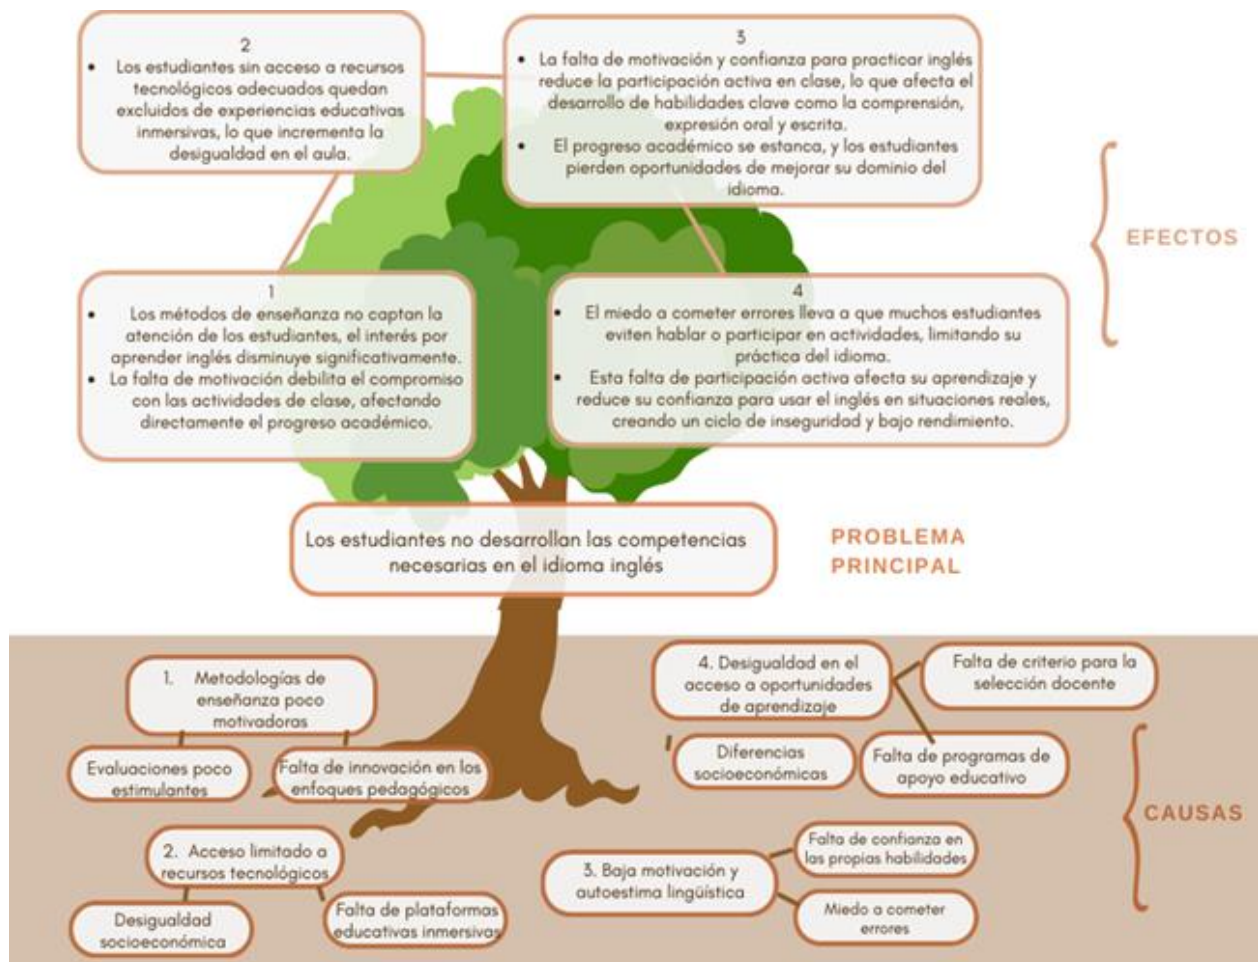 2
• Los estudiantes sin acceso a recursos
tecnológicos adecuados quedan
excluidos de experiencias educativas
inmersivas, lo que incrementa la
desigualdad en el aula.
3
• La falta de motivación y confianza para practicar inglés
reduce la participación activa en clase, lo que afecta el
desarrollo de habilidades clave como la comprensión,
expresión oral y escrita.
• El progreso académico se estanca, y los estudiantes
pierden oportunidades de mejorar su dominio del
idioma.
EFECTOS
1
• Los métodos de enseñanza no captan la
atención de los estudiantes, el interés por
aprender inglés disminuye significativamente.
• La falta de motivación debilita el compromiso
con las actividades de clase, afectando
directamente el progreso académico.
4
• El miedo a cometer errores lleva a que muchos estudiantes
eviten hablar o participar en actividades, limitando su
práctica del idioma.
• Esta falta de participación activa afecta su aprendizaje y
reduce su confianza para usar el inglés en situaciones reales,
creando un ciclo de inseguridad y bajo rendimiento.
Los estudiantes no desarrollan las competencias
necesarias en el idioma inglés
PROBLEMA
PRINCIPAL
1. Metodologías de
enseñanza poco
motivadoras
Evaluaciones poco
estimulantes
Falta de innovación en los
enfoques pedagógicos
4. Desigualdad en el
acceso a oportunidades
de aprendizaje
Falta de criterio para la
selección docente
Diferencias
socioeconómicas
Falta de programas de
apoyo educativo
CAUSAS
2. Acceso limitado a
recursos tecnológicos
Desigualdad
socioeconómica
Falta de plataformas
educativas inmersivas
3. Baja motivación y
autoestima lingüística
Falta de confianza en
las propias habilidades
Miedo a cometer
errores